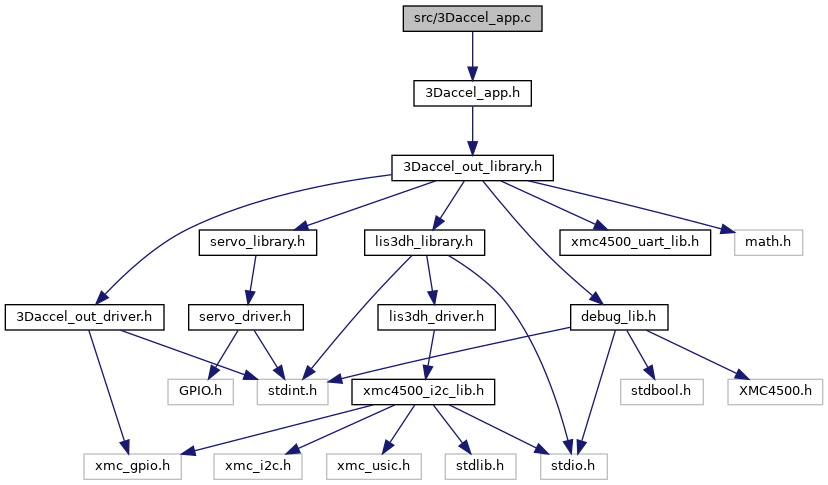 src/3Daccel_app.c
3Daccel_app.h
3Daccel_out_library.h
servo_library.h
lis3dh_library.h
xmc4500_uart_lib.h
math.h
3Daccel_out_driver.h
servo_driver.h
lis3dh_driver.h
debug_lib.h
GPIO.h
stdint.h
xmc4500_i2c_lib.h
stdbool.h
XMC4500.h
xmc_gpio.h
xmc_i2c.h
xmc_usic.h
stdlib.h
stdio.h